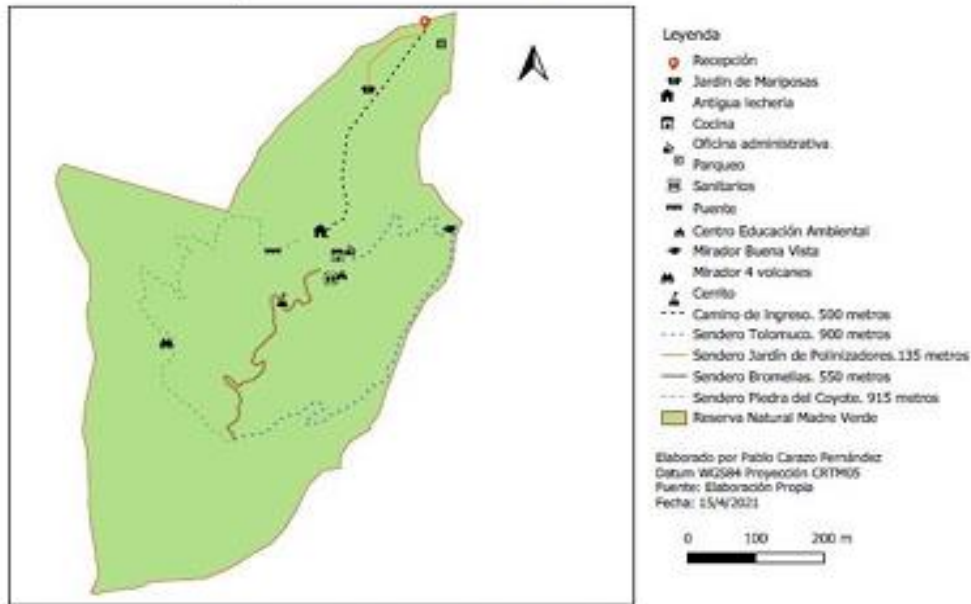 Leyenda
Recepción
Jardín de Mariposas
Antigua lechería
Cocina
Oficina administrativa
Parqueo
Sanitarios
Puente
Centro Educación Ambiental
Mirador Buena Vista
Mirador 4 volcanes
Cerrito
Camino de Ingreso. 500 metros
Sendero Tolomuco. 900 metros
Sendero Jardín de Polinizadores.135 metros
Sendero Bromelias. 550 metros
Sendero Piedra del Coyote. 915 metros
Reserva Natural Madre Verde
Elaborado por Pablo Carazo Fernández
Datum WGS84 Proyección CRTM05
Fuente: Elaboración Propia
Fecha: 15/4/2021
0 100 200 m